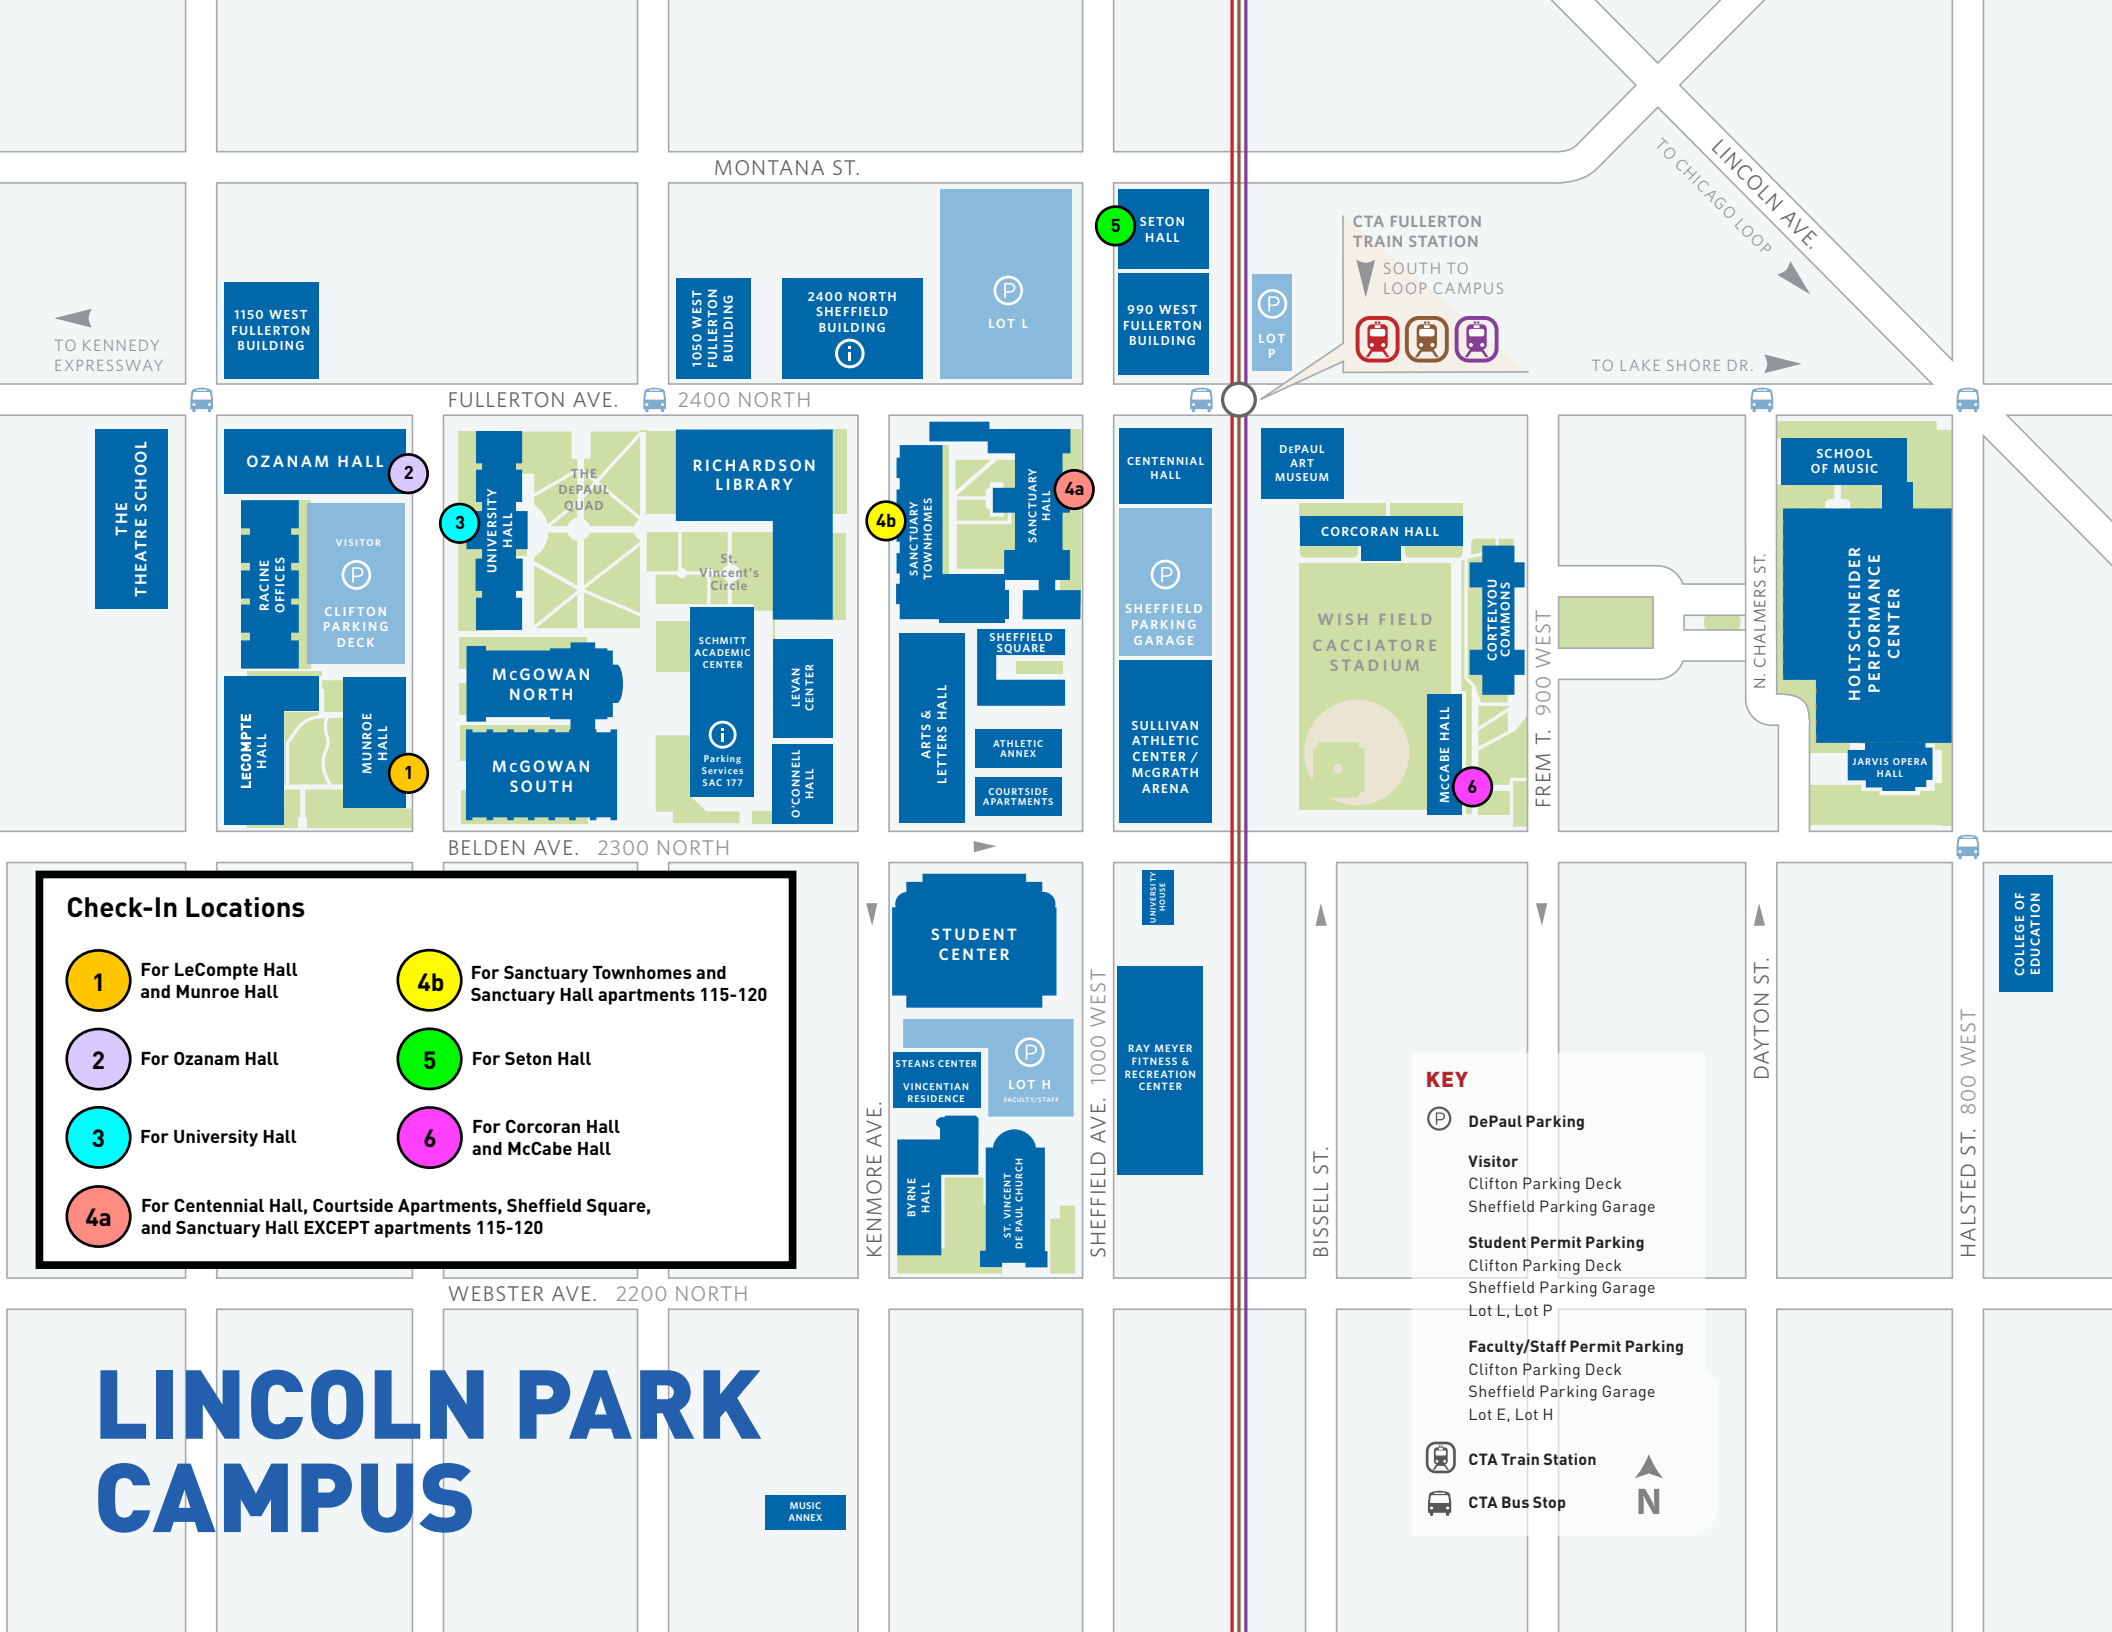 MONTANA ST.
LINCOLN AVE.
TO CHICAGO LOOP
5
SETON
HALL
CTA FULLERTON
TRAIN STATION
SOUTH TO
LOOP CAMPUS
TO KENNEDY
EXPRESSWAY
1150 WEST
FULLERTON
BUILDING
1050 WEST
FULLERTON
BUILDING
2400 NORTH
SHEFFIELD
BUILDING
i
P
LOT L
990 WEST
FULLERTON
BUILDING
P
LOT
P
TO LAKE SHORE DR.
FULLERTON AVE. 2400 NORTH
THE
THEATRE SCHOOL
OZANAM HALL
2
RACINE
OFFICES
VISITOR
P
CLIFTON
PARKING
DECK
LECOMPTE
HALL
MUNROE
HALL
1
3
UNIVERSITY
HALL
THE
DEPAUL
QUAD
RICHARDSON
LIBRARY
St.
Vincent's
Circle
McGOWAN
NORTH
McGOWAN
SOUTH
SCHMITT
ACADEMIC
CENTER
i
Parking
Services
SAC 177
LEVAN
CENTER
O'CONNELL
HALL
4b
SANCTUARY
TOWNHOMES
SANCTUARY
HALL
4a
SHEFFIELD
SQUARE
ARTS &
LETTERS HALL
ATHLETIC
ANNEX
COURTSIDE
APARTMENTS
CENTENNIAL
HALL
P
SHEFFIELD
PARKING
GARAGE
SULLIVAN
ATHLETIC
CENTER /
McGRATH
ARENA
DEPAUL
ART
MUSEUM
CORCORAN HALL
WISH FIELD
CACCIATORE
STADIUM
CORTELYOU
COMMONS
MCCABE HALL
6
FREMT. 900 WEST
N. CHALMERS ST.
SCHOOL
OF MUSIC
HOLTSCHNEIDER
PERFORMANCE
CENTER
JARVIS OPERA
HALL
BELDEN AVE. 2300 NORTH
Check-In Locations
1
For LeCompte Hall
and Munroe Hall
4b
For Sanctuary Townhomes and
Sanctuary Hall apartments 115-120
2
For Ozanam Hall
5
For Seton Hall
3
For University Hall
6
For Corcoran Hall
and McCabe Hall
4a
For Centennial Hall, Courtside Apartments, Sheffield Square,
and Sanctuary Hall EXCEPT apartments 115-120
KENMORE AVE.
STUDENT
CENTER
P
LOT H
FACULTY/STAFF
STEANS CENTER
VINCENTIAN
RESIDENCE
BYRNE
HALL
ST. VINCENT
DE PAUL CHURCH
SHEFFIELD AVE. 1000 WEST
UNIVERSITY
HOUSE
RAY MEYER
FITNESS &
RECREATION
CENTER
BISSELL ST.
DAYTON ST.
HALSTED ST. 800 WEST
COLLEGE OF
EDUCATION
WEBSTER AVE. 2200 NORTH
KEY
P
DePaul Parking
Visitor
Clifton Parking Deck
Sheffield Parking Garage
Student Permit Parking
Clifton Parking Deck
Sheffield Parking Garage
Lot L, Lot P
Faculty/Staff Permit Parking
Clifton Parking Deck
Sheffield Parking Garage
Lot E, Lot H
CTA Train Station
CTA Bus Stop
N
LINCOLN PARK
CAMPUS
MUSIC
ANNEX